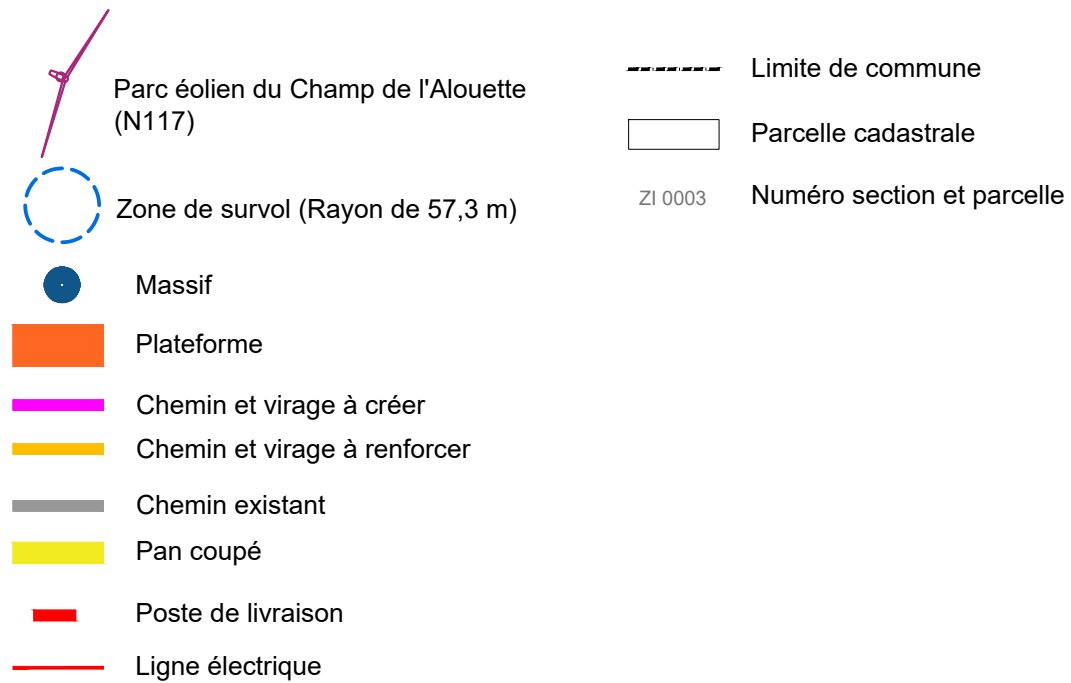 Parc éolien du Champ de l'Alouette
(N117)
Zone de survol (Rayon de 57,3 m)
Massif
Plateforme
Chemin et virage à créer
Chemin et virage à renforcer
Chemin existant
Pan coupé
Poste de livraison
Ligne électrique
Limite de commune
Parcelle cadastrale
ZI 0003 Numéro section et parcelle